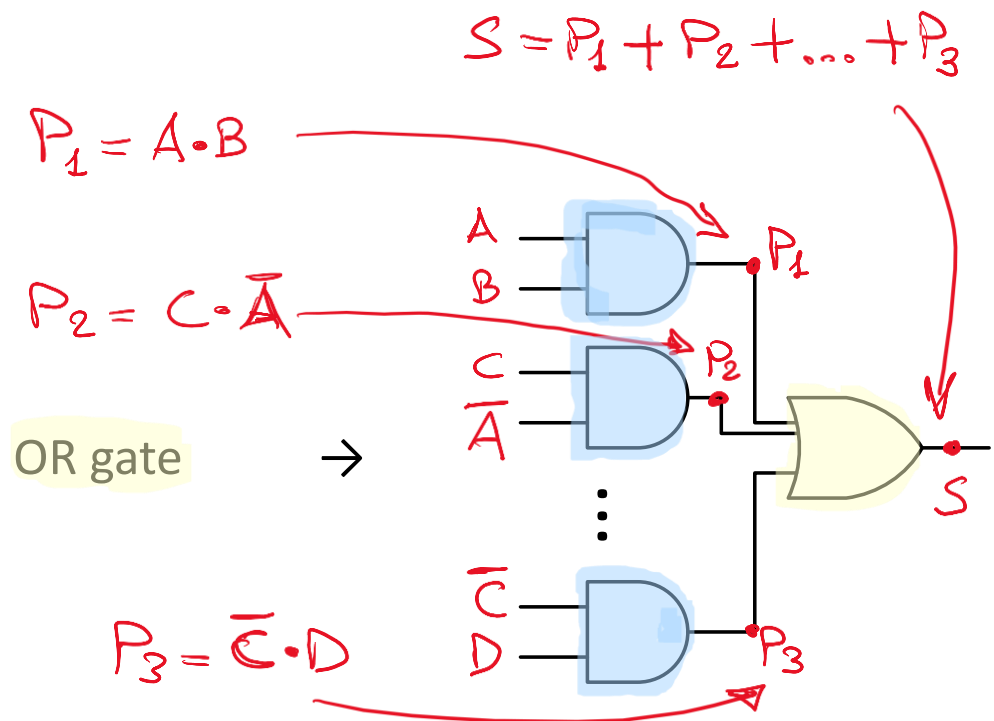 S = P₁ + P₂ + ... + P₃
P₁ = A·B
A
B
P₁
P₂ = C·A̅
C
A̅
P₂
OR gate →
S
⋮
C̅
D
P₃
P₃ = C̅·D